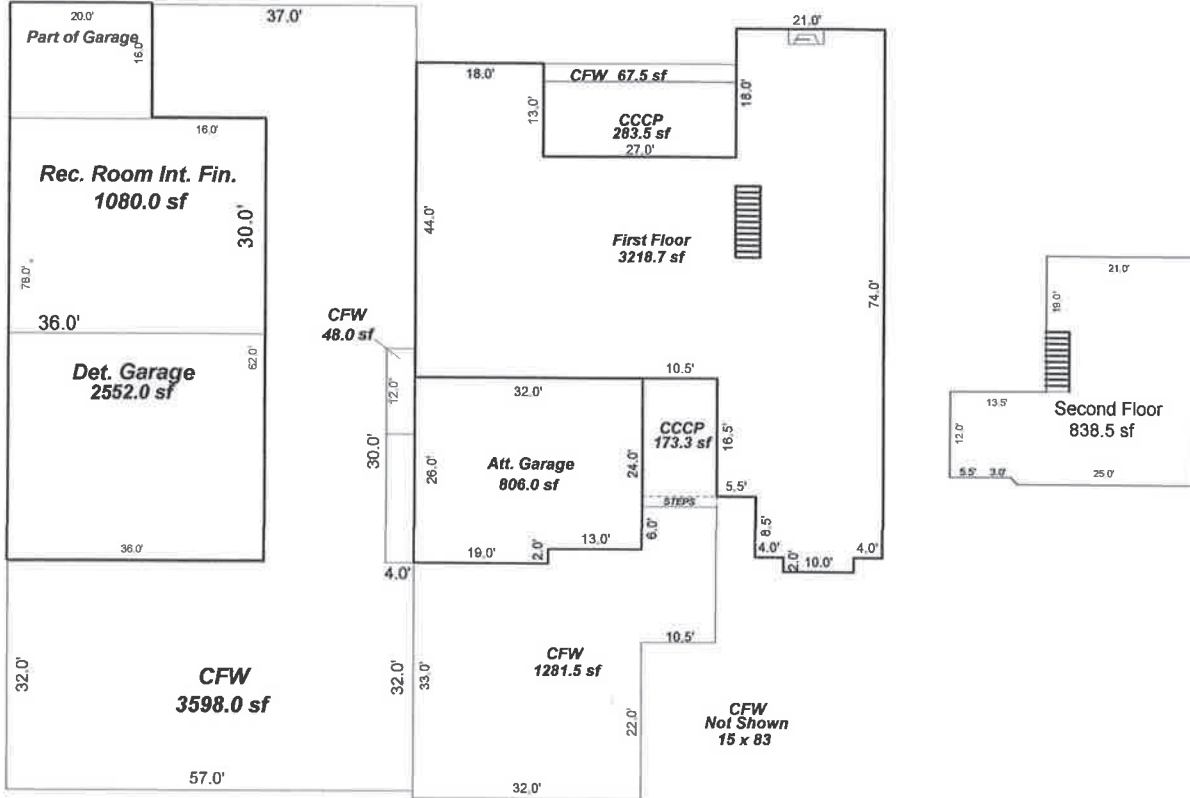 20.0'
Part of Garage
16.0'
37.0'
16.0'
Rec. Room Int. Fin.
1080.0 sf
30.0'
78.0'
36.0'
Det. Garage
2552.0 sf
62.0'
36.0'
CFW
48.0 sf
12.0'
30.0'
4.0'
32.0'
CFW
3598.0 sf
32.0'
57.0'
18.0'
13.0'
CFW 67.5 sf
CCCP
283.5 sf
27.0'
18.0'
21.0'
44.0'
First Floor
3218.7 sf
74.0'
32.0'
10.5'
26.0'
Att. Garage
806.0 sf
24.0'
CCCP
173.3 sf
16.5'
STEPS
5.5'
8.5'
4.0'
2.0'
10.0'
4.0'
19.0'
2.0'
13.0'
6.0'
33.0'
CFW
1281.5 sf
10.5'
22.0'
32.0'
CFW
Not Shown
15 x 83
21.0'
19.0'
13.5'
12.0'
Second Floor
838.5 sf
5.5'
3.0'
25.0'